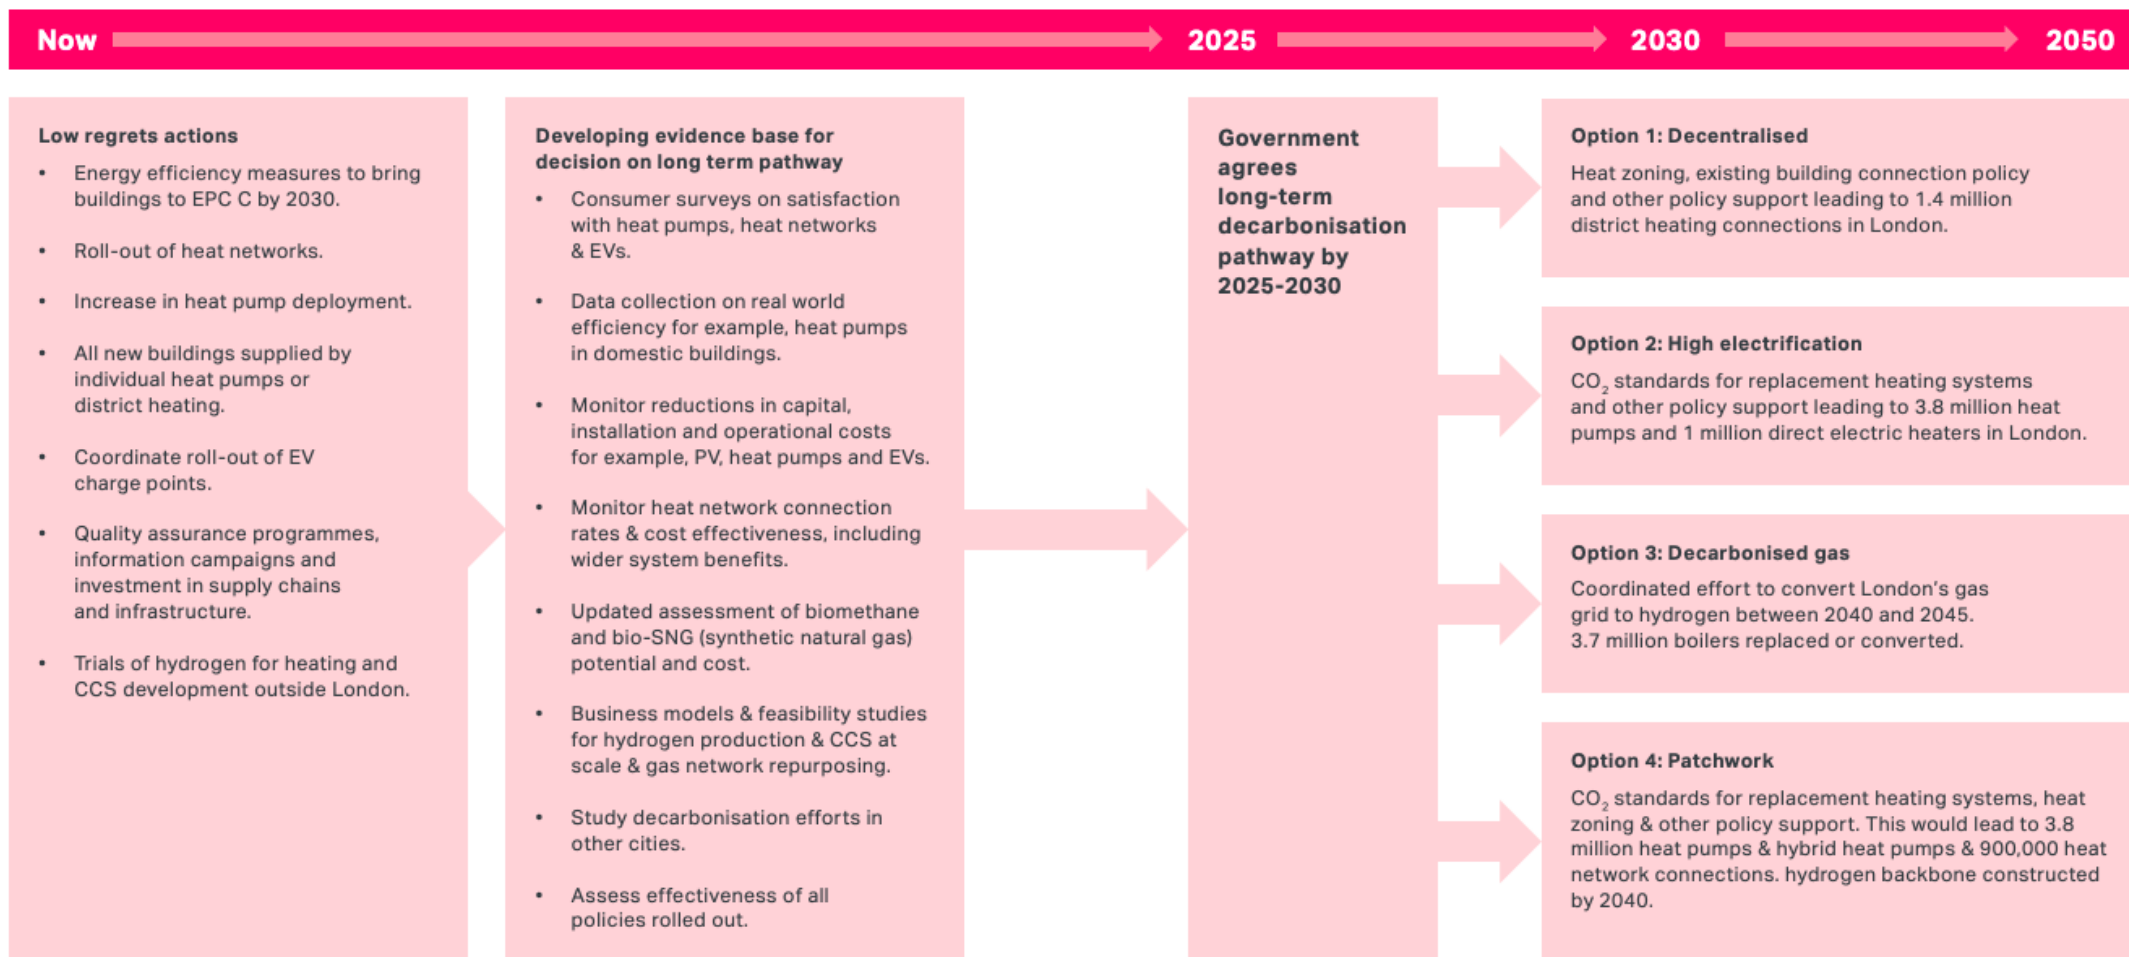 Now
2025
2030
2050
Low regrets actions
• Energy efficiency measures to bring
buildings to EPC C by 2030.
• Roll-out of heat networks.
• Increase in heat pump deployment.
• All new buildings supplied by
individual heat pumps or
district heating.
• Coordinate roll-out of EV
charge points.
• Quality assurance programmes,
information campaigns and
investment in supply chains
and infrastructure.
• Trials of hydrogen for heating and
CCS development outside London.
Developing evidence base for
decision on long term pathway
• Consumer surveys on satisfaction
with heat pumps, heat networks
& EVs.
• Data collection on real world
efficiency for example, heat pumps
in domestic buildings.
• Monitor reductions in capital,
installation and operational costs
for example, PV, heat pumps and EVs.
• Monitor heat network connection
rates & cost effectiveness, including
wider system benefits.
• Updated assessment of biomethane
and bio-SNG (synthetic natural gas)
potential and cost.
• Business models & feasibility studies
for hydrogen production & CCS at
scale & gas network repurposing.
• Study decarbonisation efforts in
other cities.
• Assess effectiveness of all
policies rolled out.
Government
agrees
long-term
decarbonisation
pathway by
2025-2030
Option 1: Decentralised
Heat zoning, existing building connection policy
and other policy support leading to 1.4 million
district heating connections in London.
Option 2: High electrification
CO₂ standards for replacement heating systems
and other policy support leading to 3.8 million heat
pumps and 1 million direct electric heaters in London.
Option 3: Decarbonised gas
Coordinated effort to convert London's gas
grid to hydrogen between 2040 and 2045.
3.7 million boilers replaced or converted.
Option 4: Patchwork
CO₂ standards for replacement heating systems, heat
zoning & other policy support. This would lead to 3.8
million heat pumps & hybrid heat pumps & 900,000 heat
network connections. hydrogen backbone constructed
by 2040.